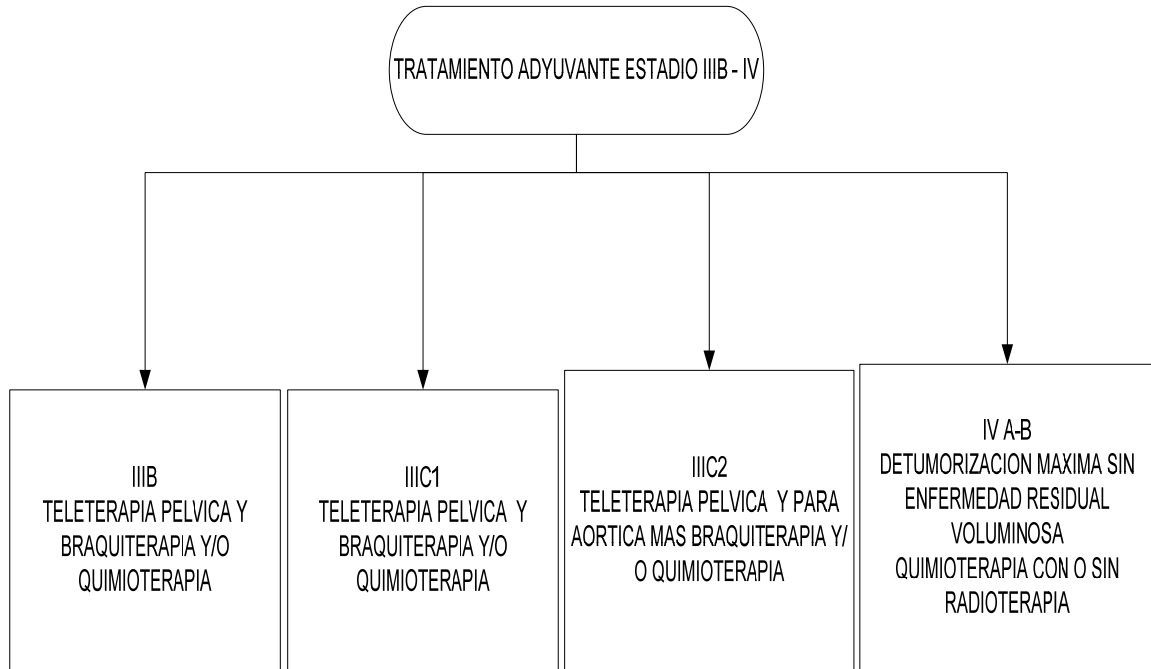 TRATAMIENTO ADYUVANTE ESTADIO IIIB - IV
IIIB
TELETERAPIA PELVICA Y
BRAQUITERAPIA Y/O
QUIMIOTERAPIA
IIIC1
TELETERAPIA PELVICA Y
BRAQUITERAPIA Y/O
QUIMIOTERAPIA
IIIC2
TELETERAPIA PELVICA Y PARA
AORTICA MAS BRAQUITERAPIA Y/
O QUIMIOTERAPIA
IV A-B
DETUMORIZACION MAXIMA SIN
ENFERMEDAD RESIDUAL
VOLUMINOSA
QUIMIOTERAPIA CON O SIN
RADIOTERAPIA